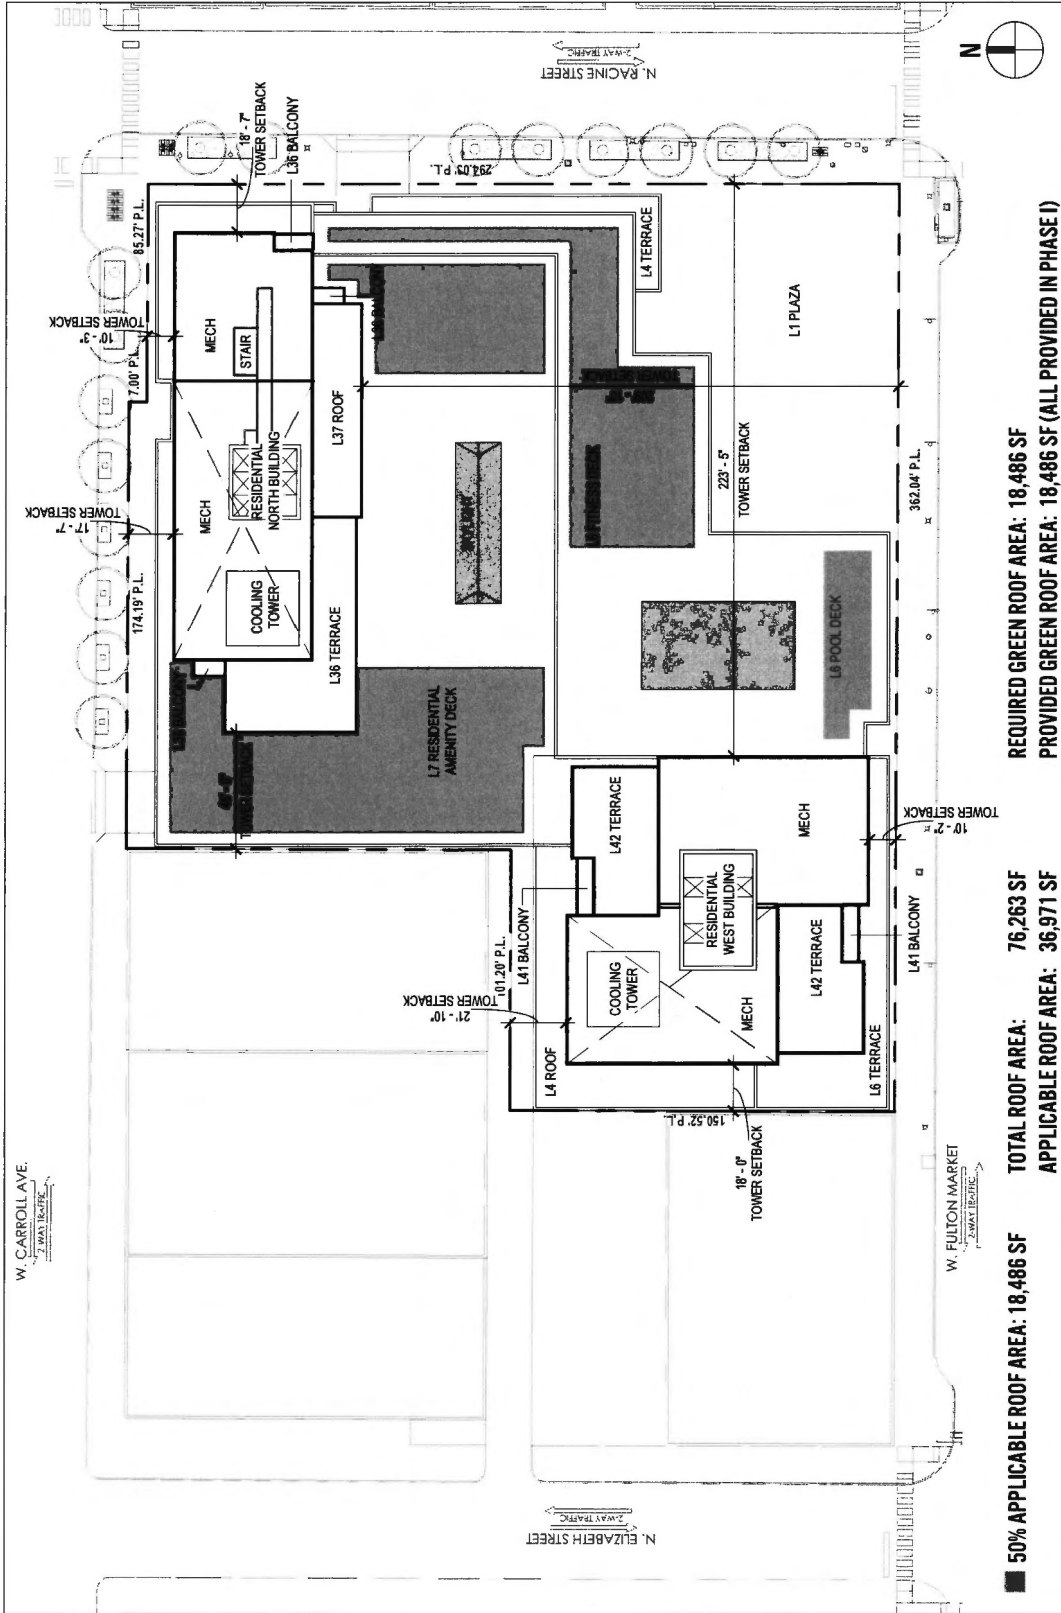 W. CARROLL AVE.
2-WAY TRAFFIC
N. RACINE STREET
2-WAY TRAFFIC
N. ELIZABETH STREET
2-WAY TRAFFIC
W. FULTON MARKET
2-WAY TRAFFIC
N
174.19' P.L.
7.00' P.L.
85.27' P.L.
17' - 7"
TOWER SETBACK
10' - 3"
TOWER SETBACK
18' - 7"
TOWER SETBACK
L36 BALCONY
294.03' P.L.
MECH
MECH
STAIR
RESIDENTIAL
NORTH BUILDING
COOLING
TOWER
L37 ROOF
L36 TERRACE
TOWER SETBACK
L7 RESIDENTIAL
AMENITY DECK
SKYLIGHT
L4 TERRACE
L1 PLAZA
TOWER SETBACK
223' - 5"
TOWER SETBACK
362.04' P.L.
L6 POOL DECK
L42 TERRACE
L41 BALCONY
21' - 10"
TOWER SETBACK
COOLING
TOWER
RESIDENTIAL
WEST BUILDING
MECH
MECH
L42 TERRACE
L41 BALCONY
10' - 2"
TOWER SETBACK
L4 ROOF
L6 TERRACE
150.52' P.L.
18' - 0"
TOWER SETBACK
50% APPLICABLE ROOF AREA: 18,486 SF
TOTAL ROOF AREA: 76,263 SF
APPLICABLE ROOF AREA: 36,971 SF
REQUIRED GREEN ROOF AREA: 18,486 SF
PROVIDED GREEN ROOF AREA: 18,486 SF (ALL PROVIDED IN PHASE I)